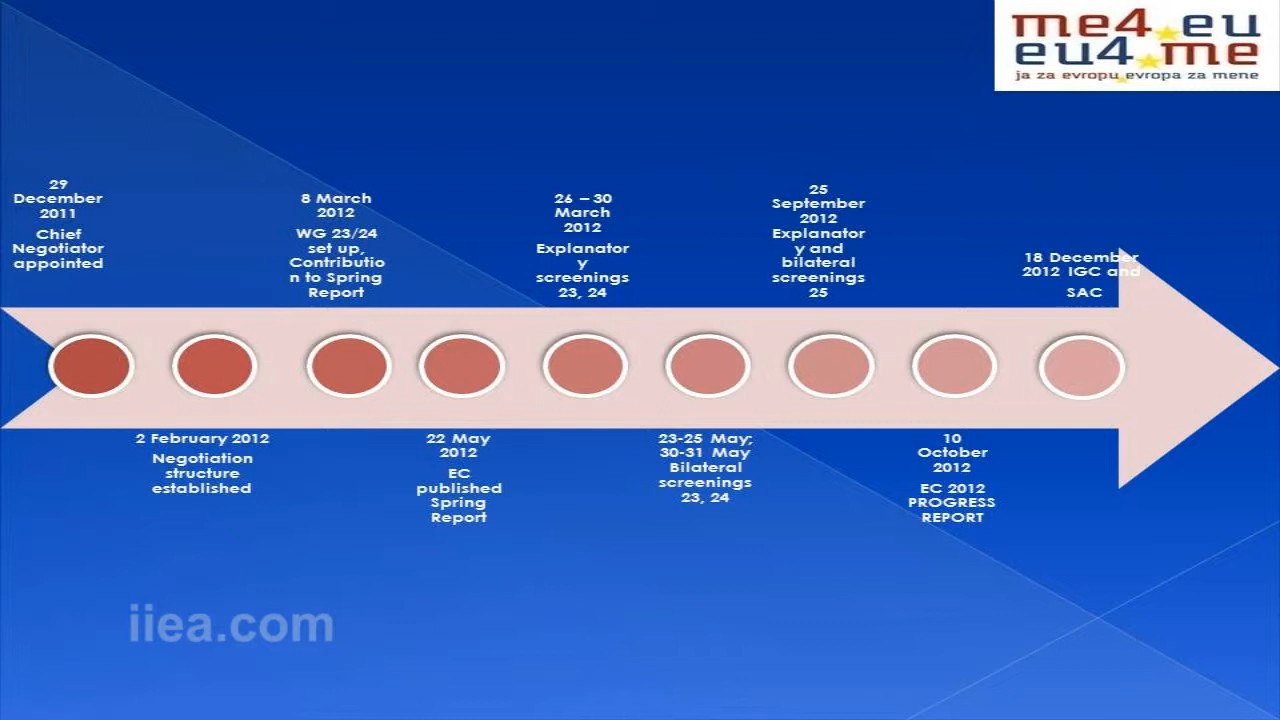 me4.eu
eu4.me
ja za evropu evropa za mene
29
December
2011
Chief
Negotiator
appointed
2 February 2012
Negotiation
structure
established
8 March
2012
WG 23/24
set up,
Contributio
n to Spring
Report
22 May
2012
EC
published
Spring
Report
26 – 30
March
2012
Explanator
y
screenings
23, 24
23-25 May;
30-31 May
Bilateral
screenings
23, 24
25
September
2012
Explanator
y and
bilateral
screenings
25
10
October
2012
EC 2012
PROGRESS
REPORT
18 December
2012 IGC and
SAC
iiea.com